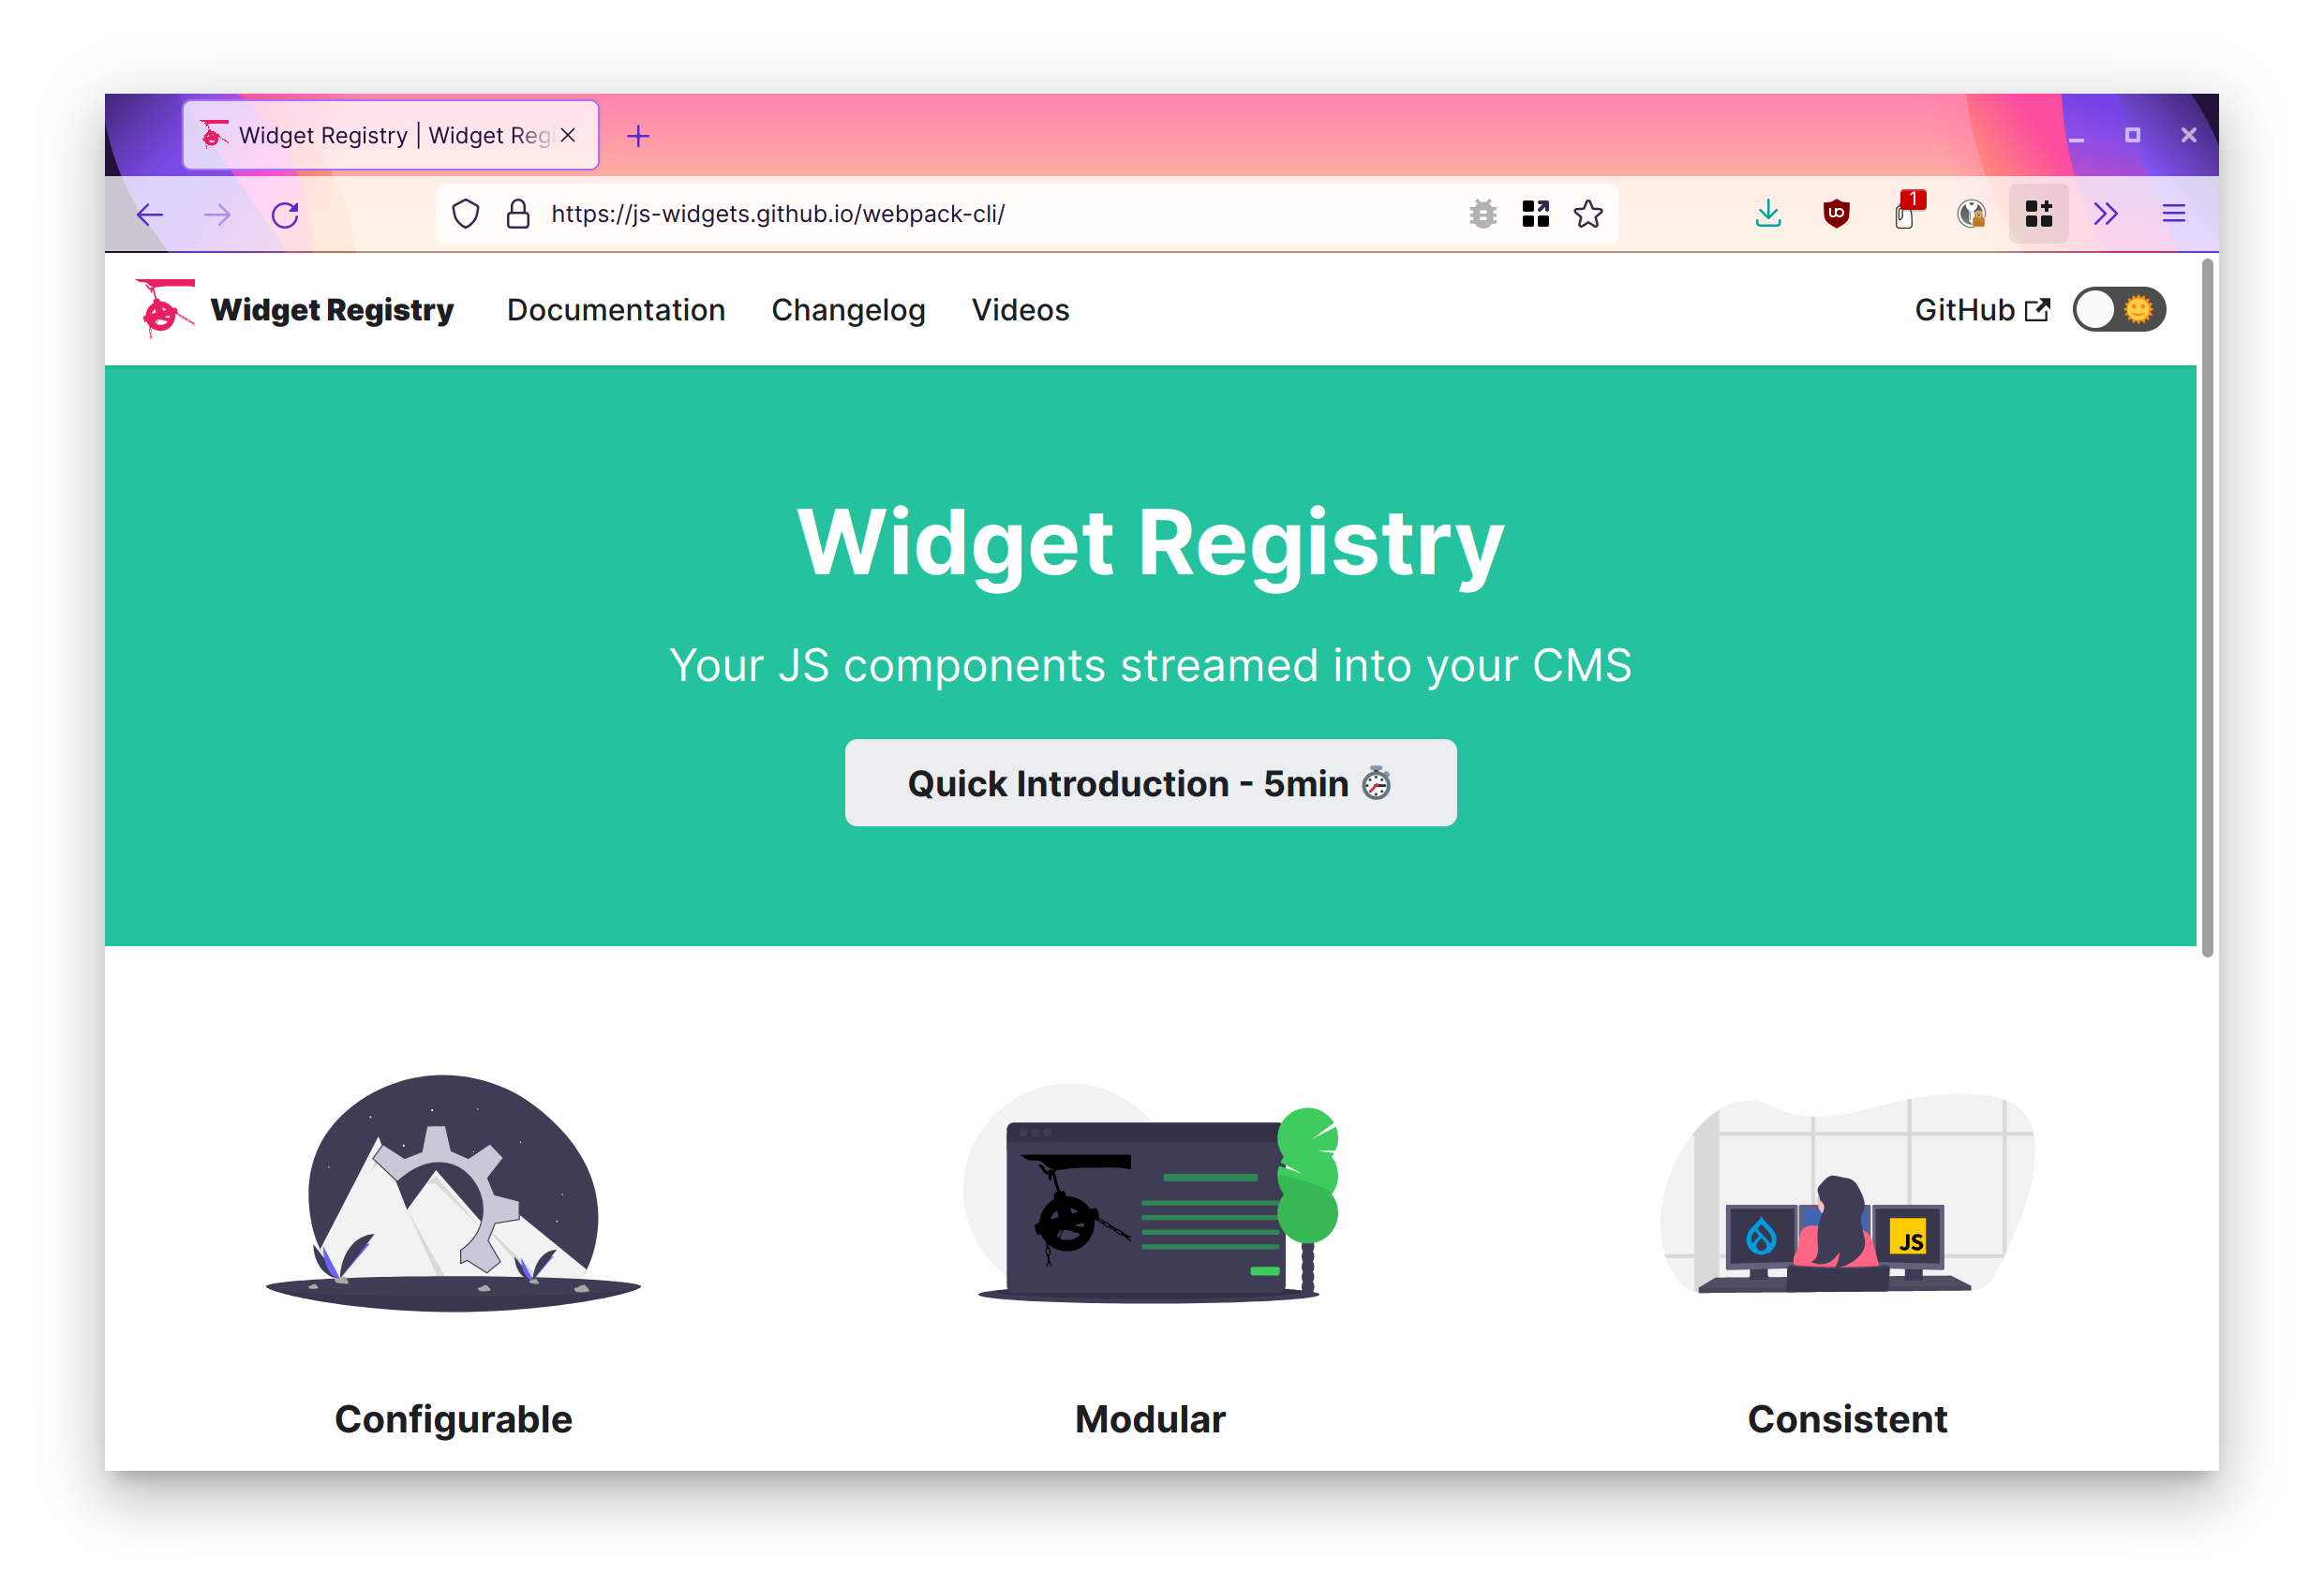 Widget Registry | Widget Regi
https://js-widgets.github.io/webpack-cli/
1
Widget Registry Documentation Changelog Videos GitHub
Widget Registry
Your JS components streamed into your CMS
Quick Introduction - 5min ⏱
JS
Configurable Modular Consistent